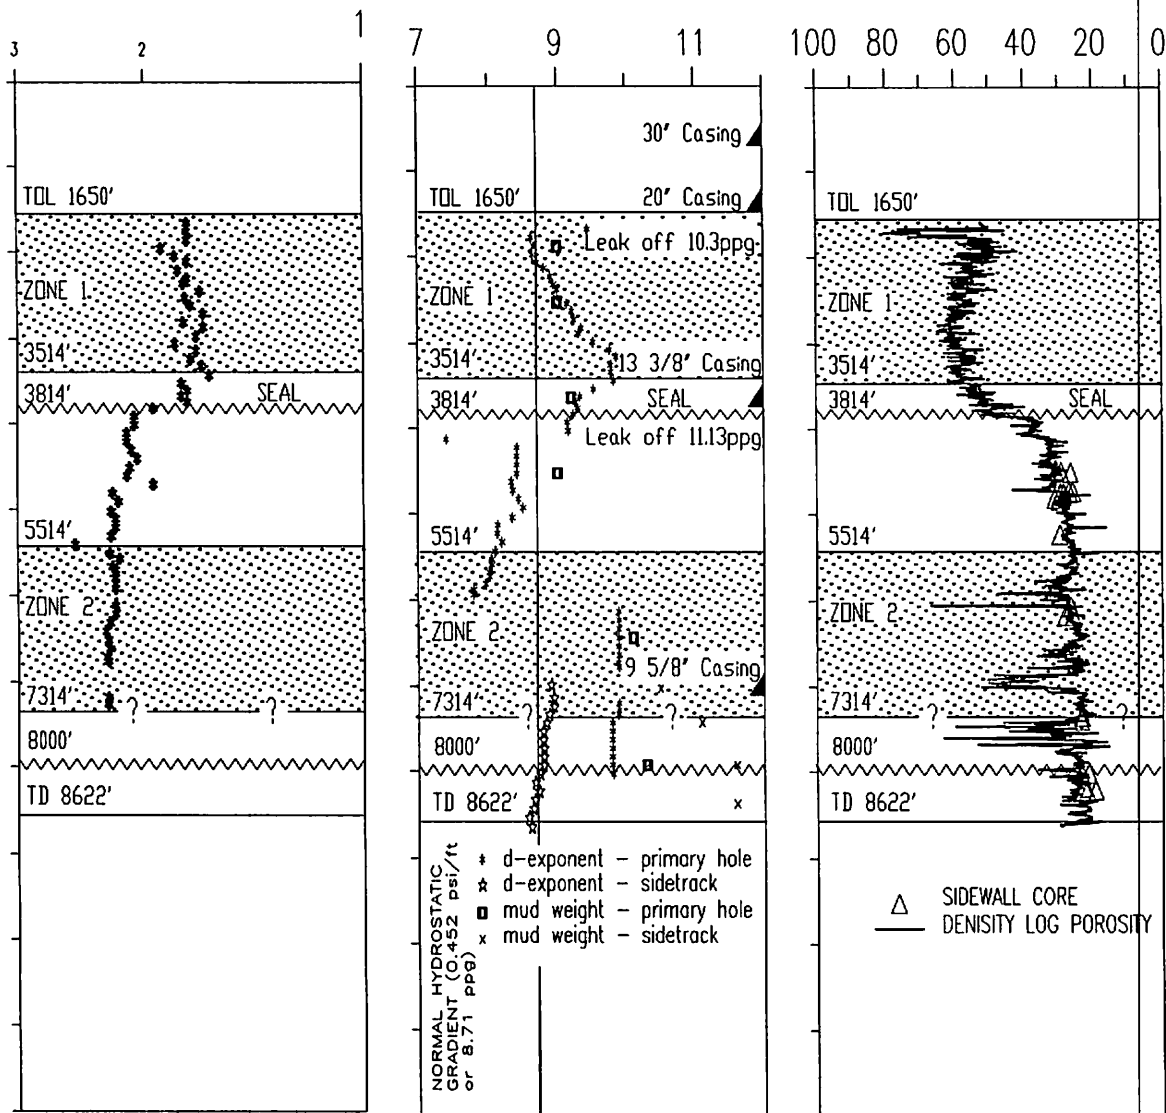 3 2 1
TOL 1650'
ZONE 1
3514'
SEAL
3814'
5514'
ZONE 2
7314'
? ?
8000'
TD 8622'
7 9 11
30" Casing
TOL 1650' 20" Casing
Leak off 10.3ppg
ZONE 1
3514' 13 3/8" Casing
3814' SEAL
Leak off 11.13ppg
5514'
ZONE 2
9 5/8" Casing
7314'
? ?
8000'
TD 8622'
d-exponent - primary hole
d-exponent - sidetrack
mud weight - primary hole
mud weight - sidetrack
NORMAL HYDROSTATIC
GRADIENT (0.452 psi/ft
or 8.71 ppg)
100 80 60 40 20 0
TOL 1650'
ZONE 1
3514'
3814' SEAL
5514'
ZONE 2
7314'
? ?
8000'
TD 8622'
SIDEWALL CORE
DENISITY LOG POROSITY